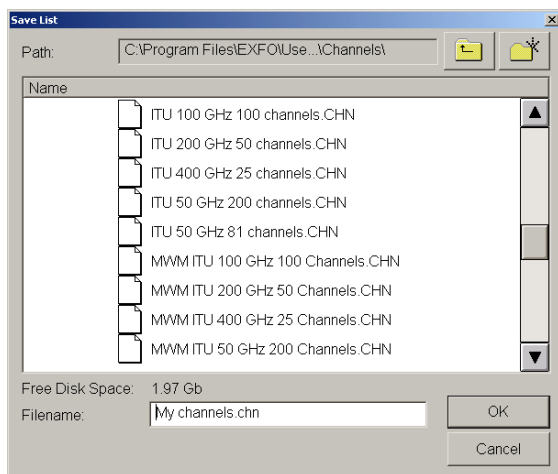 Save List
Path: C:\Program Files\EXFO\Use...\Channels\
Name
ITU 100 GHz 100 channels.CHN
ITU 200 GHz 50 channels.CHN
ITU 400 GHz 25 channels.CHN
ITU 50 GHz 200 channels.CHN
ITU 50 GHz 81 channels.CHN
MWM ITU 100 GHz 100 Channels.CHN
MWM ITU 200 GHz 50 Channels.CHN
MWM ITU 400 GHz 25 Channels.CHN
MWM ITU 50 GHz 200 Channels.CHN
Free Disk Space: 1.97 Gb
Filename: My channels.chn
OK
Cancel